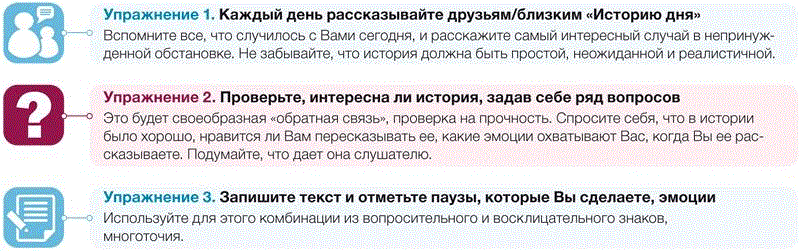 Упражнение 1. Каждый день рассказывайте друзьям/близким «Историю дня»
Вспомните все, что случилось с Вами сегодня, и расскажите самый интересный случай в непринуж-
денной обстановке. Не забывайте, что история должна быть простой, неожиданной и реалистичной.
?
Упражнение 2. Проверьте, интересна ли история, задав себе ряд вопросов
Это будет своеобразная «обратная связь», проверка на прочность. Спросите себя, что в истории
было хорошо, нравится ли Вам пересказывать ее, какие эмоции охватывают Вас, когда Вы ее рас-
сказываете. Подумайте, что дает она слушателю.
Упражнение 3. Запишите текст и отметьте паузы, которые Вы сделаете, эмоции
Используйте для этого комбинации из вопросительного и восклицательного знаков,
многоточия.